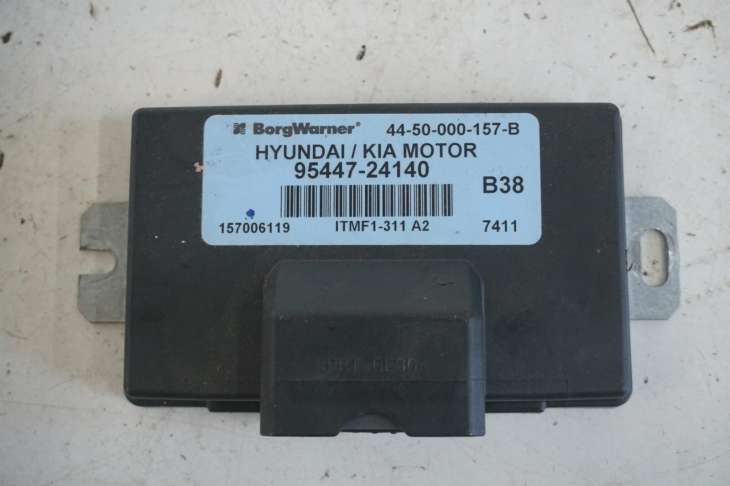 BorgWarner 44-50-000-157-B
HYUNDAI / KIA MOTOR
95447-24140
B38
157006119 ITMF1-311 A2 7411